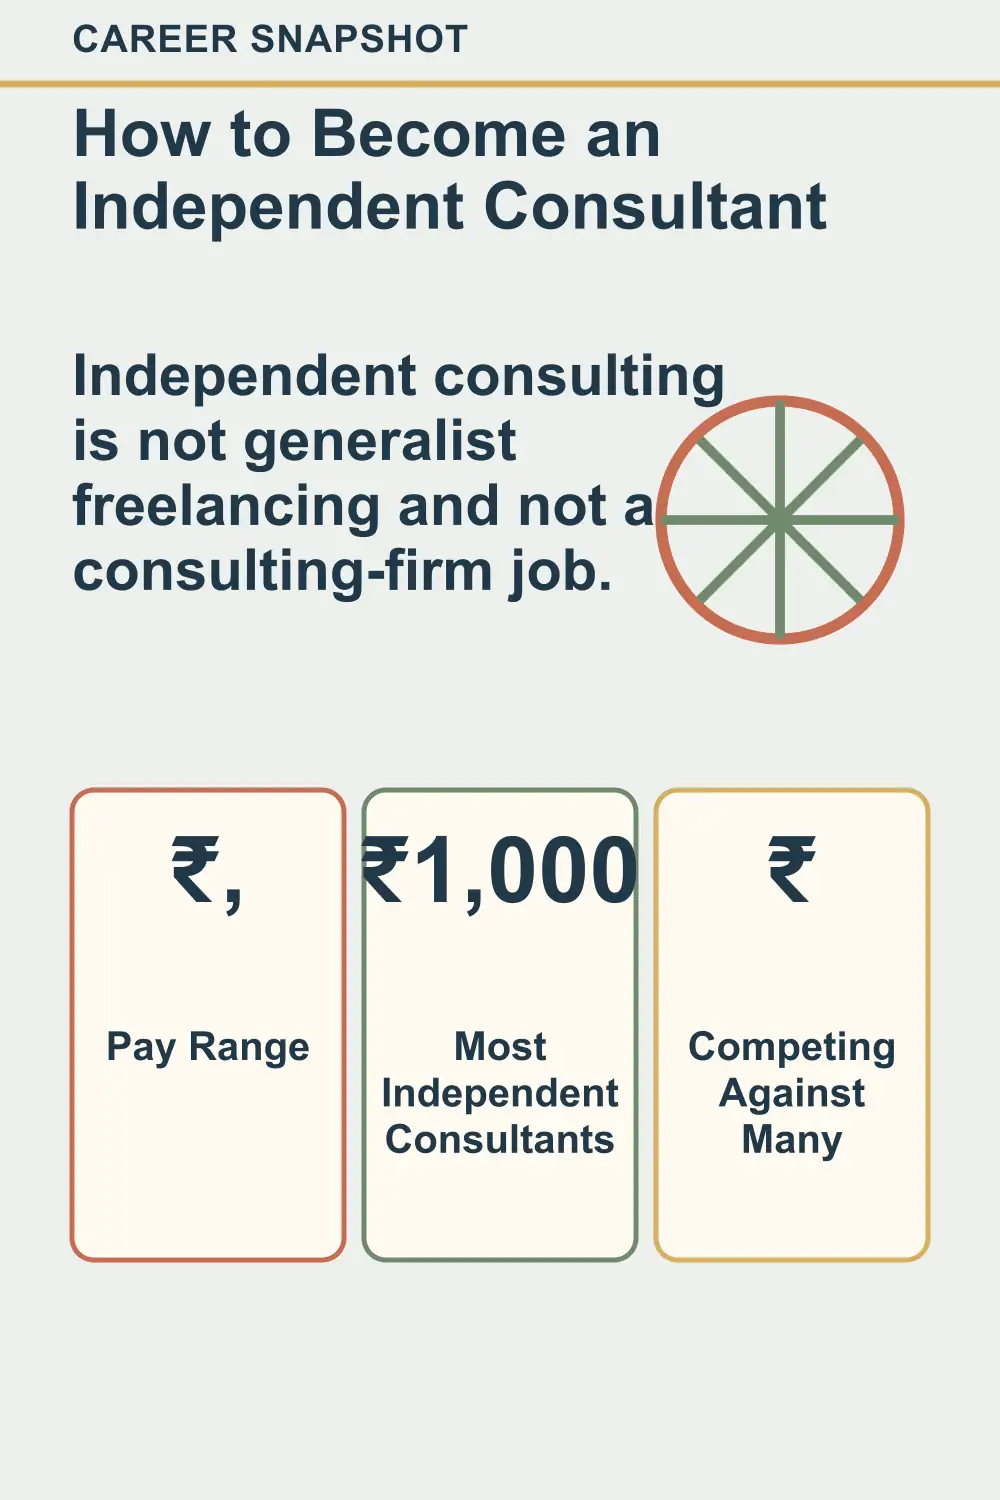 CAREER SNAPSHOT
How to Become an
Independent Consultant
Independent consulting
is not generalist
freelancing and not a
consulting-firm job.
₹,
Pay Range
₹1,000
Most
Independent
Consultants
₹
Competing
Against
Many